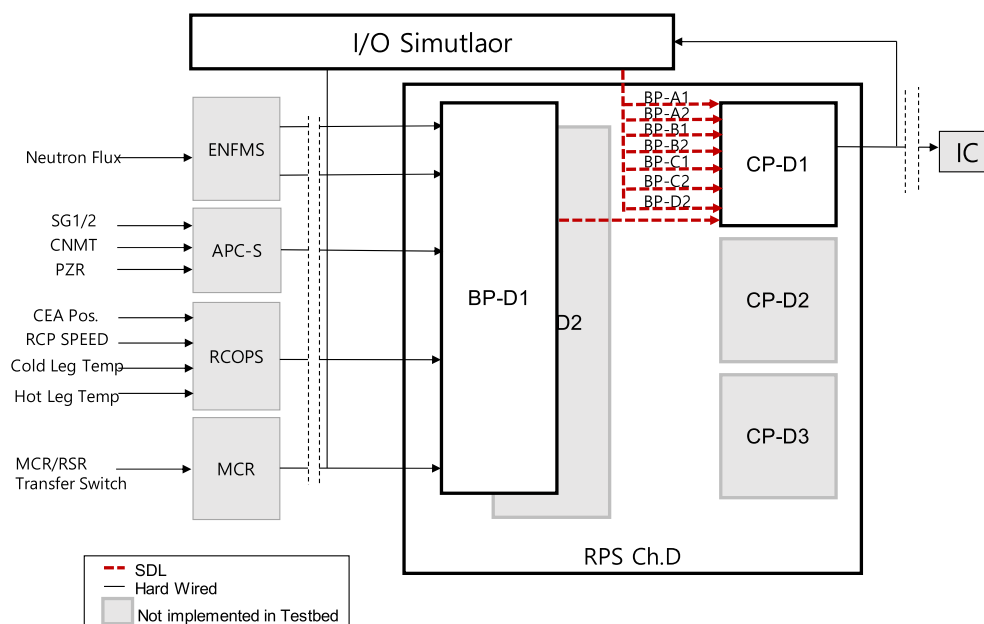 I/O Simutlaor
Neutron Flux
ENFMS
SG1/2
CNMT
PZR
APC-S
CEA Pos.
RCP SPEED
Cold Leg Temp
Hot Leg Temp
RCOPS
MCR/RSR
Transfer Switch
MCR
BP-D1
D2
BP-A1
BP-A2
BP-B1
BP-B2
BP-C1
BP-C2
BP-D2
CP-D1
CP-D2
CP-D3
IC
RPS Ch.D
SDL
Hard Wired
Not implemented in Testbed